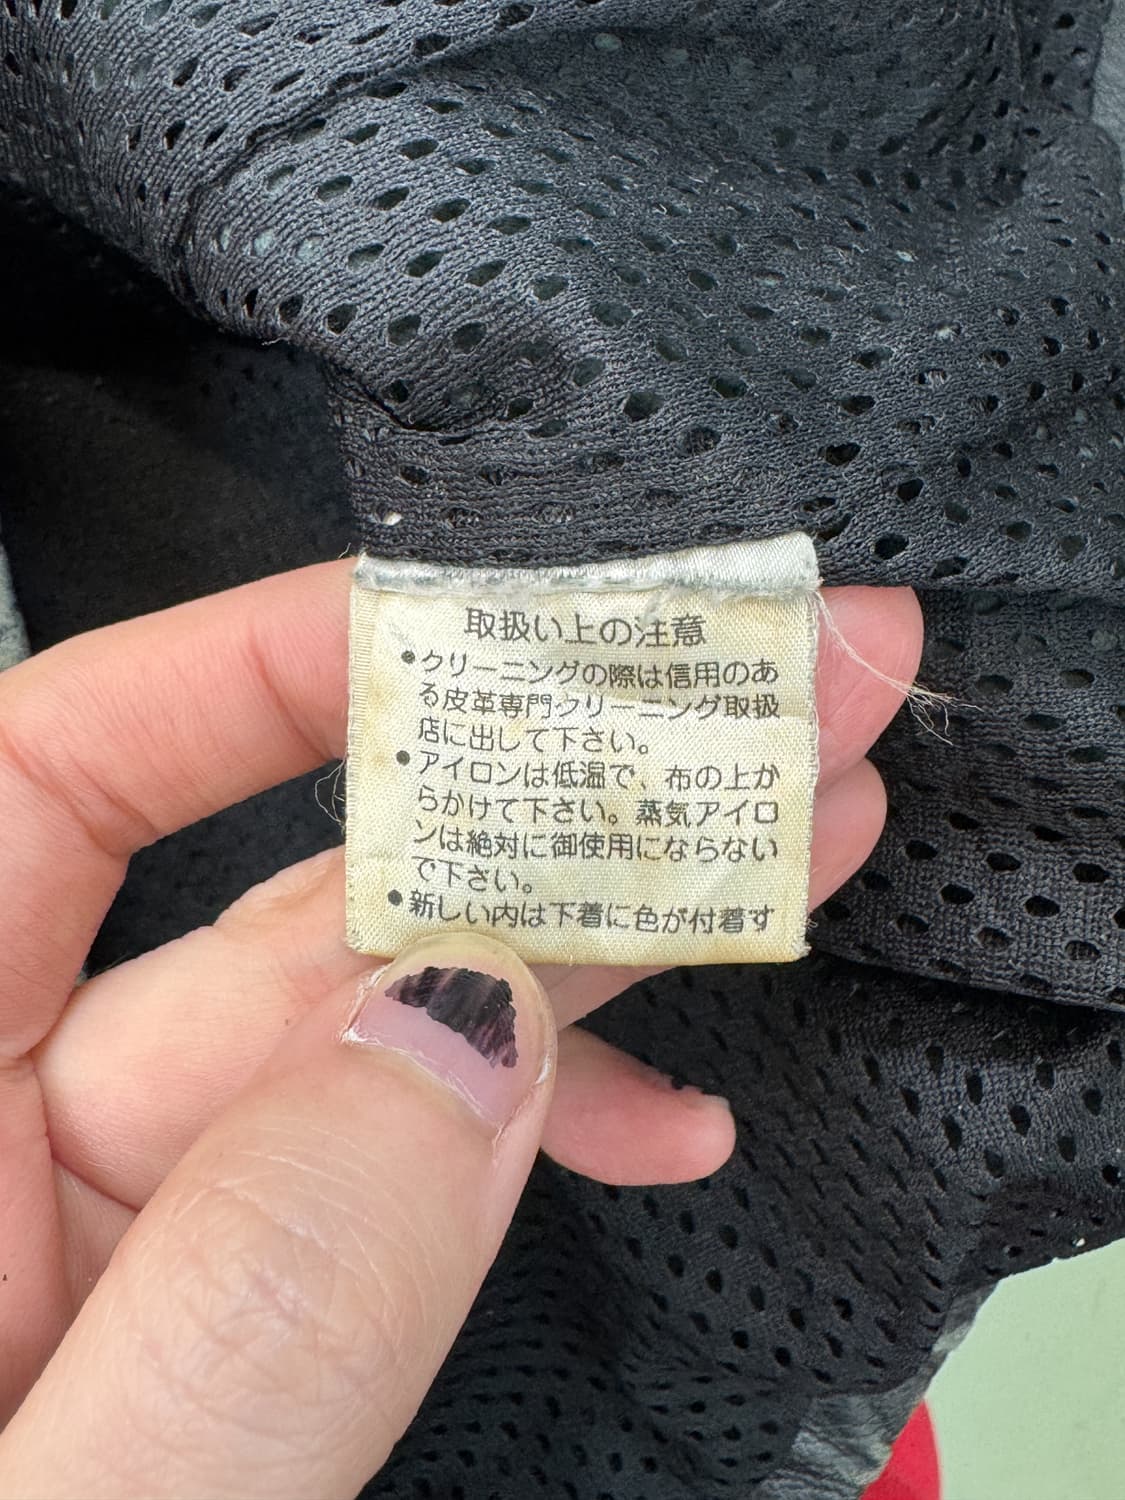 取扱い上の注意
●クリーニングの際は信用のあ
る皮革専門クリーニング取扱
店に出して下さい。
●アイロンは低温で、布の上か
らかけて下さい。蒸気アイロ
ンは絶対に御使用にならない
で下さい。
●新しい内は下着に色が付着す